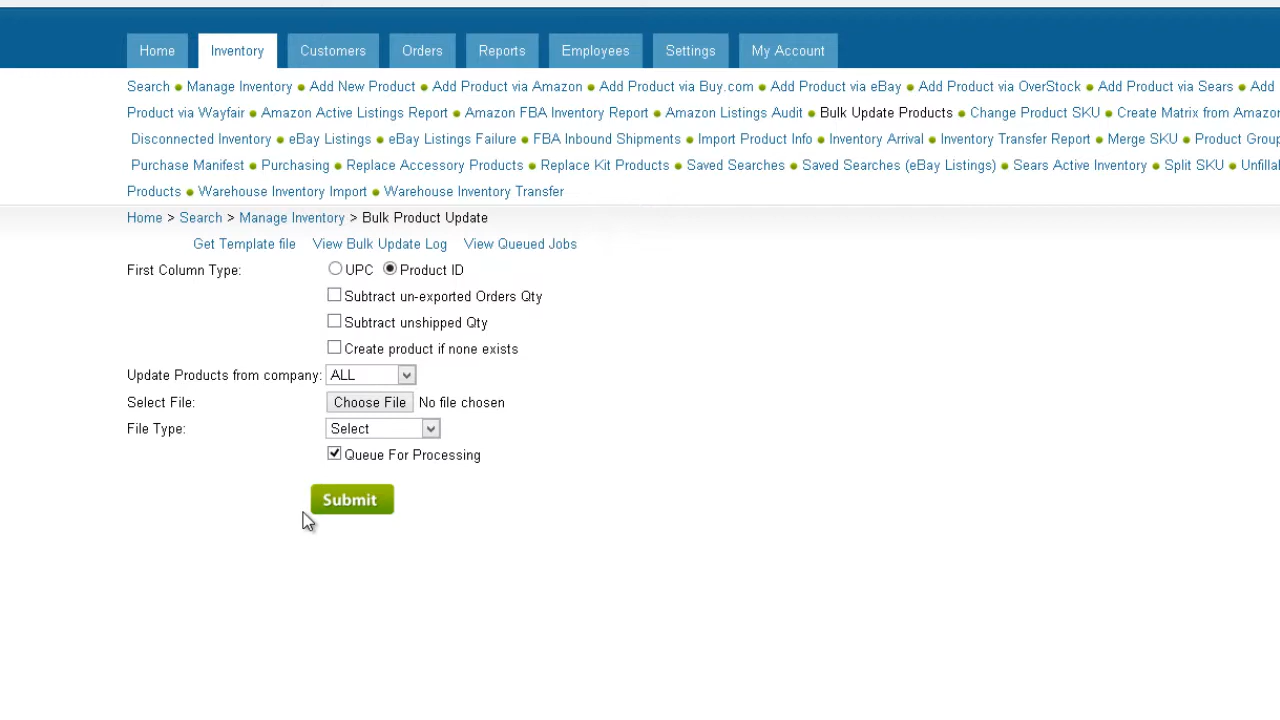 Home Inventory Customers Orders Reports Employees Settings My Account
Search • Manage Inventory • Add New Product • Add Product via Amazon • Add Product via Buy.com • Add Product via eBay • Add Product via OverStock • Add Product via Sears • Add
Product via Wayfair • Amazon Active Listings Report • Amazon FBA Inventory Report • Amazon Listings Audit • Bulk Update Products • Change Product SKU • Create Matrix from Amazon
Disconnected Inventory • eBay Listings • eBay Listings Failure • FBA Inbound Shipments • Import Product Info • Inventory Arrival • Inventory Transfer Report • Merge SKU • Product Group
Purchase Manifest • Purchasing • Replace Accessory Products • Replace Kit Products • Saved Searches • Saved Searches (eBay Listings) • Sears Active Inventory • Split SKU • Unfilla
Products • Warehouse Inventory Import • Warehouse Inventory Transfer
Home > Search > Manage Inventory > Bulk Product Update
Get Template file View Bulk Update Log View Queued Jobs
First Column Type: UPC Product ID
Subtract un-exported Orders Qty
Subtract unshipped Qty
Create product if none exists
Update Products from company: ALL
Select File: Choose File No file chosen
File Type: Select
Queue For Processing
Submit